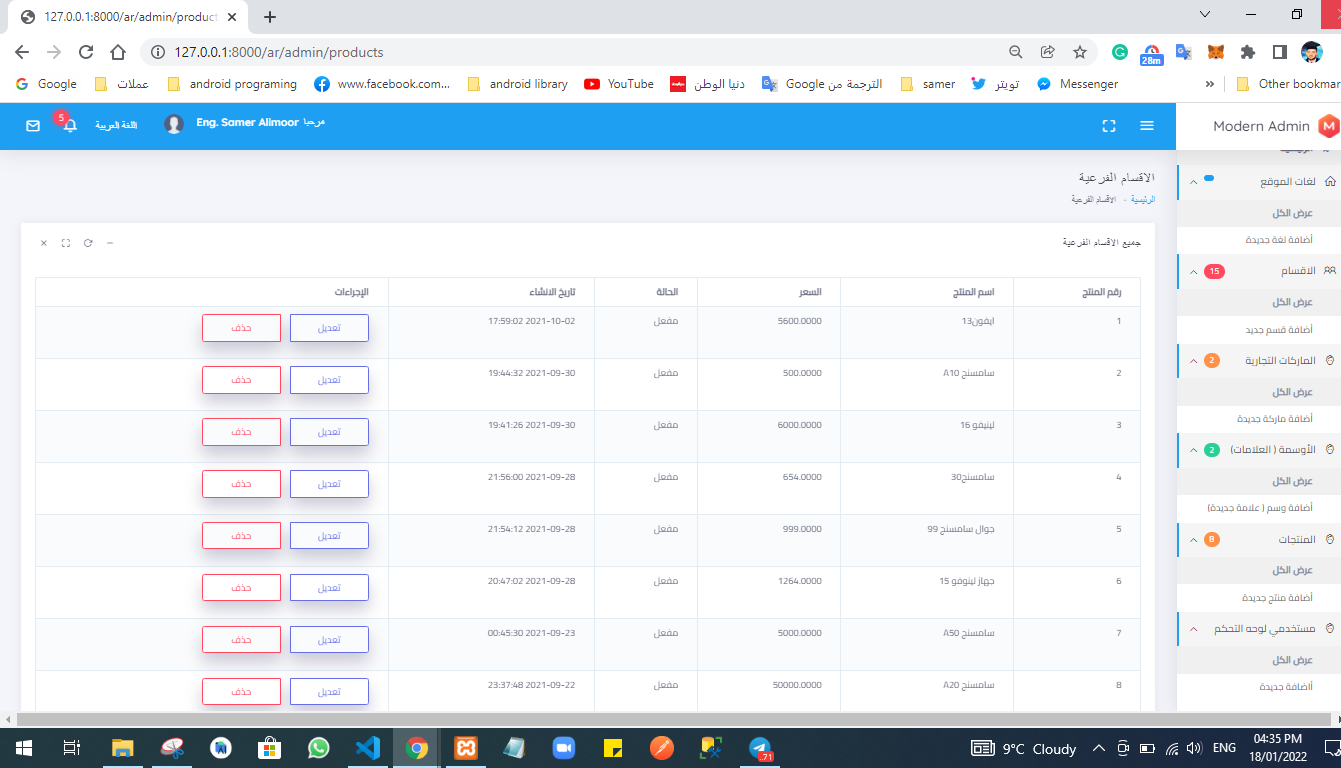 127.0.0.1:8000/ar/admin/product
127.0.0.1:8000/ar/admin/products
28m
Google
عملات
android programing
www.facebook.com...
android library
YouTube
دنيا الوطن
الترجمة من Google
samer
تويتر
Messenger
»
Other bookmar
5
اللغة العربية
مرحبا Eng. Samer Alimoor
Modern Admin
الرئيسية
لغات الموقع
عرض الكل
أضافة لغة جديدة
الاقسام 15
عرض الكل
أضافة قسم جديد
الماركات التجارية 2
عرض الكل
أضافة ماركة جديدة
الأوسمة ( العلامات) 2
عرض الكل
أضافة وسم ( علامة جديدة)
المنتجات 8
عرض الكل
أضافة منتج جديدة
مستخدمي لوحه التحكم
عرض الكل
أاضافة جديدة
الاقسام الفرعية
الرئيسية - الاقسام الفرعية
جميع الاقسام الفرعية
رقم المنتج اسم المنتج السعر الحالة تاريخ الانشاء الإجراءات
1 ايفون13 5600.0000 مفعل 2021-10-02 17:59:02 تعديل حذف
2 سامسنج A10 500.0000 مفعل 2021-09-30 19:44:32 تعديل حذف
3 لينيفو 16 6000.0000 مفعل 2021-09-30 19:41:26 تعديل حذف
4 سامسنج30 654.0000 مفعل 2021-09-28 21:56:00 تعديل حذف
5 جوال سامسنج 99 999.0000 مفعل 2021-09-28 21:54:12 تعديل حذف
6 جهاز لينوفو 15 1264.0000 مفعل 2021-09-28 20:47:02 تعديل حذف
7 سامسنج A50 5000.0000 مفعل 2021-09-23 00:45:30 تعديل حذف
8 سامسنج A20 50000.0000 مفعل 2021-09-22 23:37:48 تعديل حذف
71
9°C Cloudy
ENG
04:35 PM
18/01/2022